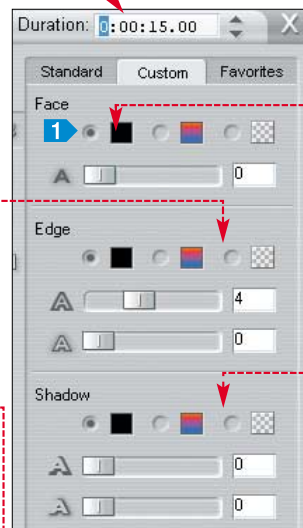 Duration: 0:00:15.00 X
Standard Custom Favorites
Face
1
A 0
Edge
A 4
A 0
Shadow
A 0
A 0